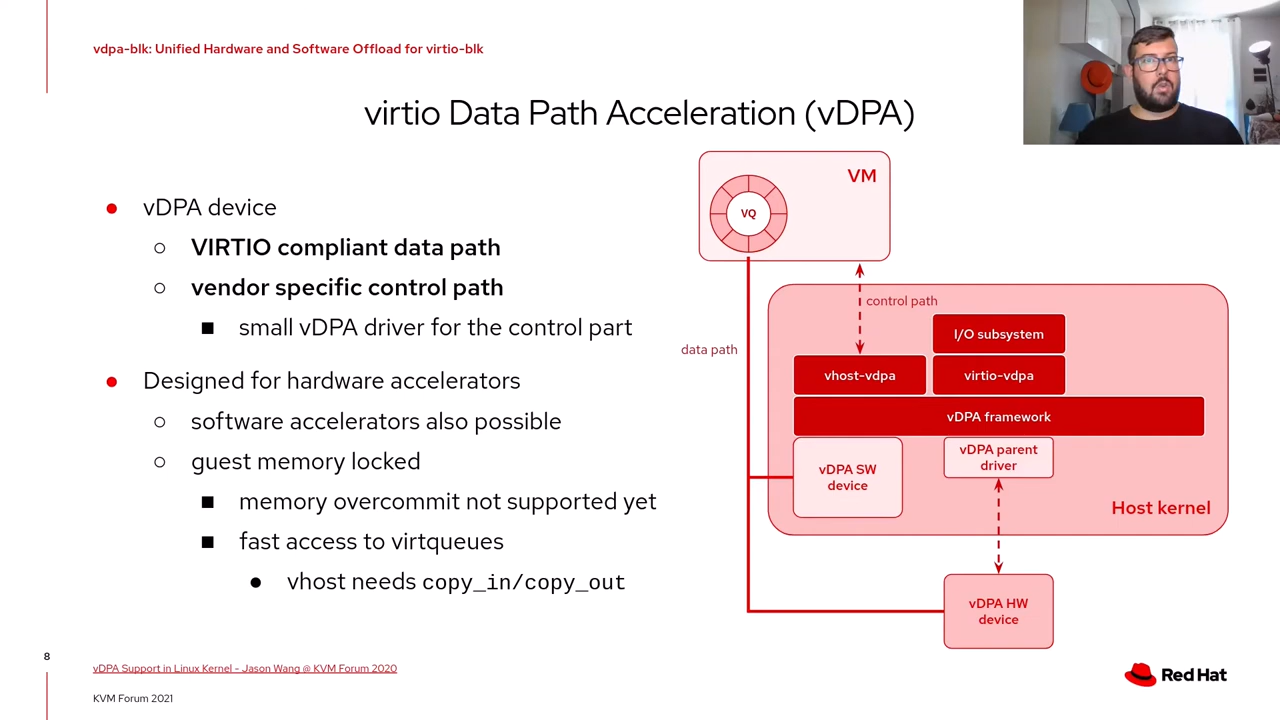 vdpa-blk: Unified Hardware and Software Offload for virtio-blk
virtio Data Path Acceleration (vDPA)
● vDPA device
○ VIRTIO compliant data path
○ vendor specific control path
■ small vDPA driver for the control part
● Designed for hardware accelerators
○ software accelerators also possible
○ guest memory locked
■ memory overcommit not supported yet
■ fast access to virtqueues
● vhost needs copy_in/copy_out
VM
VQ
control path
data path
I/O subsystem
vhost-vdpa
virtio-vdpa
vDPA framework
vDPA SW
device
vDPA parent
driver
Host kernel
vDPA HW
device
8
vDPA Support in Linux Kernel - Jason Wang @ KVM Forum 2020
KVM Forum 2021
Red Hat